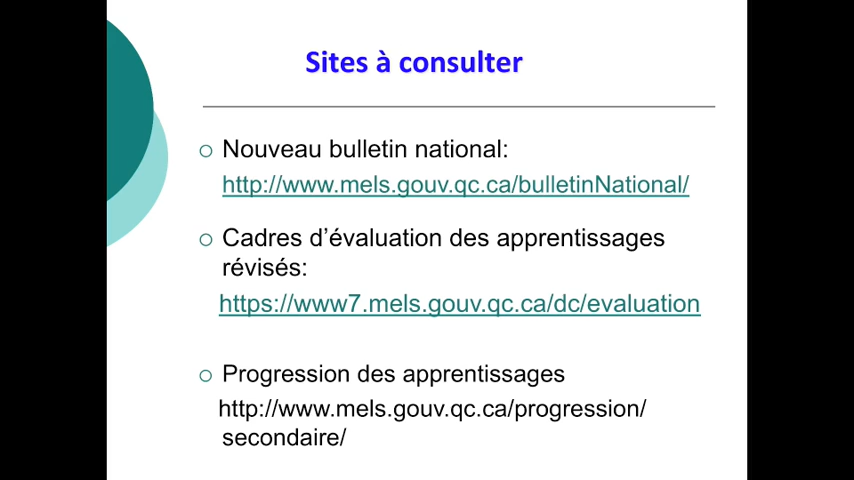 Sites à consulter
Nouveau bulletin national:
http://www.mels.gouv.qc.ca/bulletinNational/
Cadres d’évaluation des apprentissages
révisés:
https://www7.mels.gouv.qc.ca/dc/evaluation
Progression des apprentissages
http://www.mels.gouv.qc.ca/progression/
secondaire/